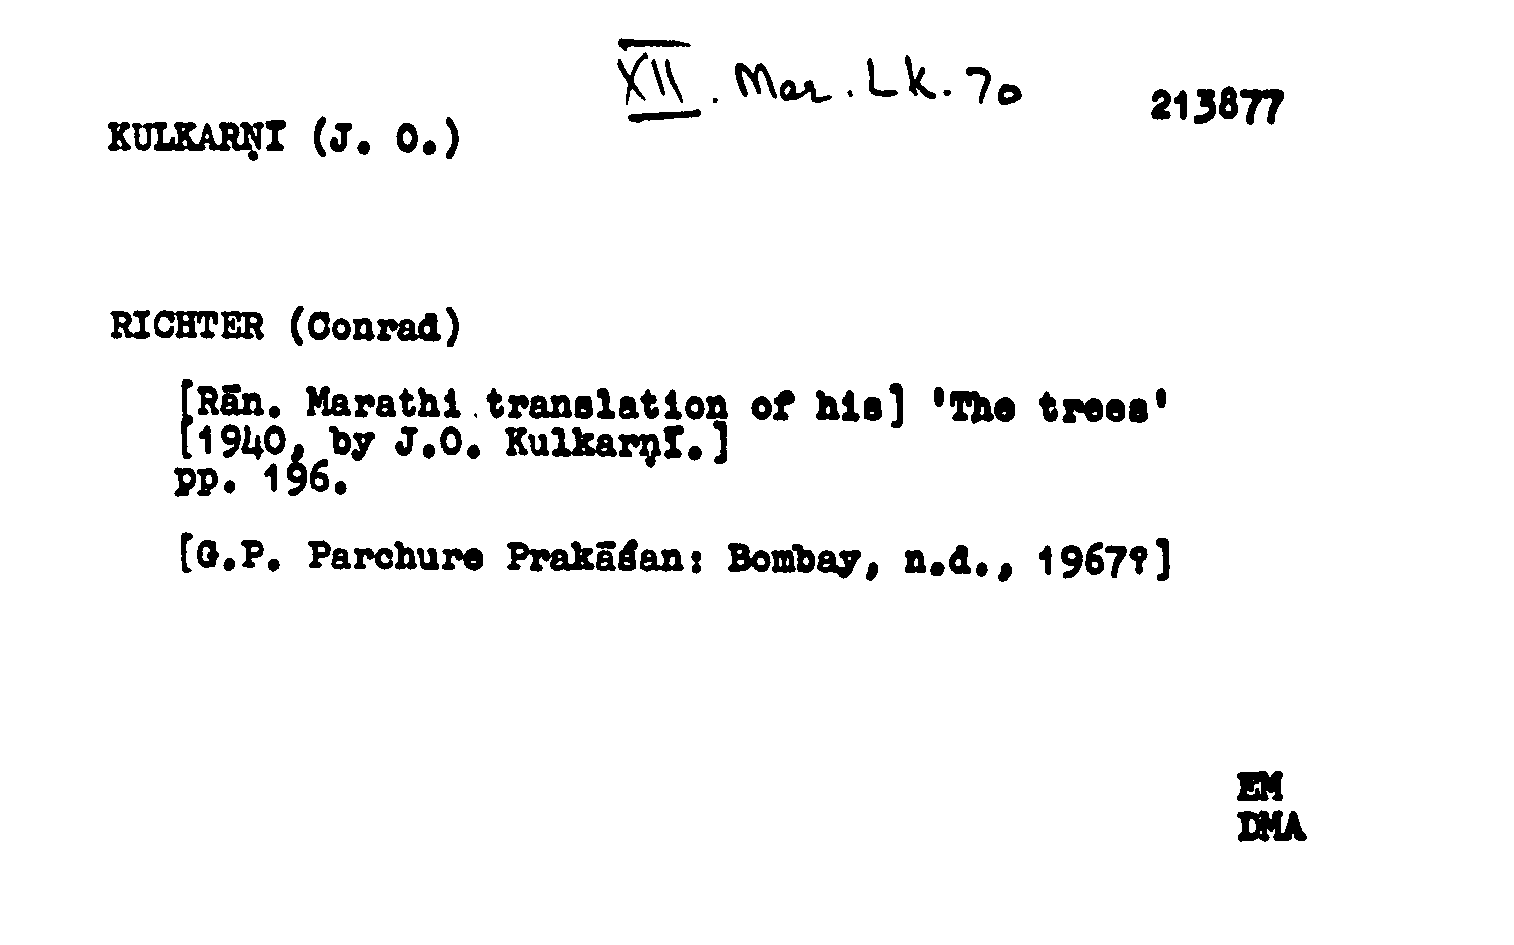 XII. Mar. Lk. 70
213877
KULKARṆI (J. O.)
RICHTER (Conrad)
[Rān. Marathi translation of his] 'The trees'
[1940, by J.O. Kulkarṇī.]
pp. 196.
[G.P. Parchure Prakāśan: Bombay, n.d., 1967?]
EM
DMA